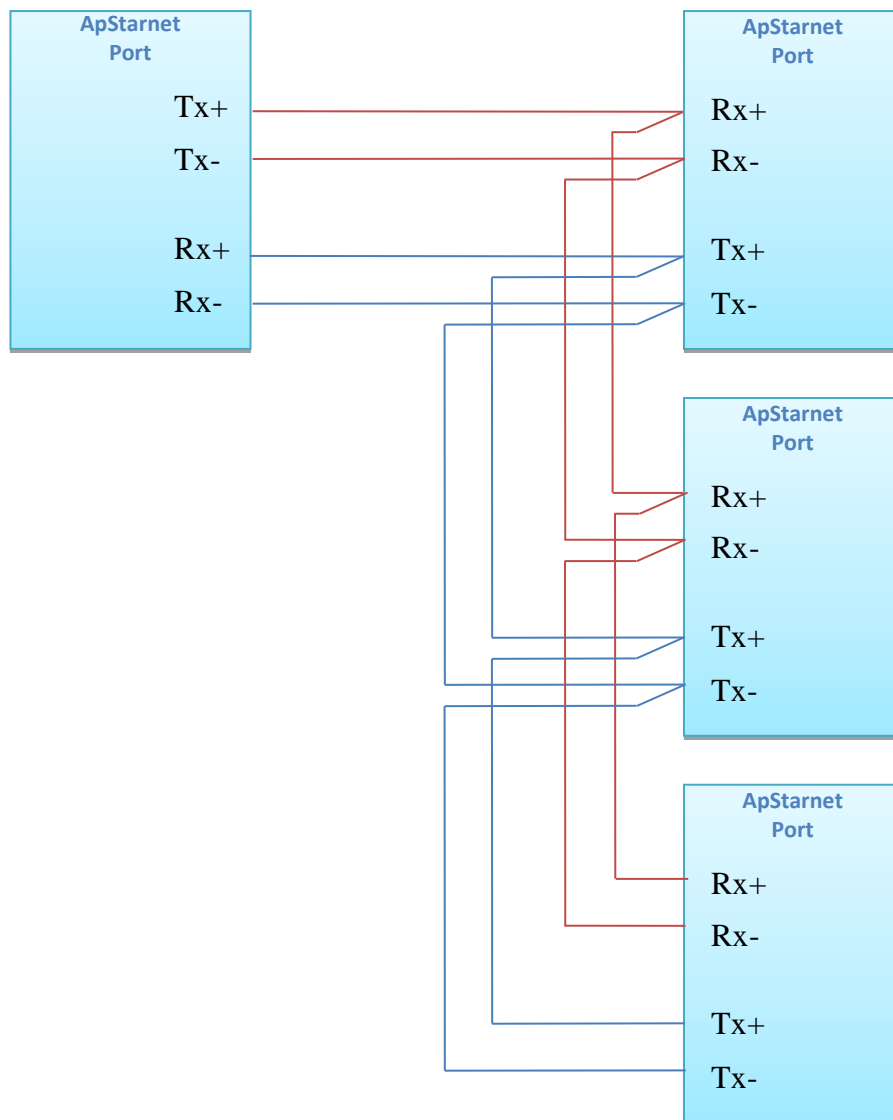 ApStarnet
Port
Tx+
Tx-
Rx+
Rx-
ApStarnet
Port
Rx+
Rx-
Tx+
Tx-
ApStarnet
Port
Rx+
Rx-
Tx+
Tx-
ApStarnet
Port
Rx+
Rx-
Tx+
Tx-